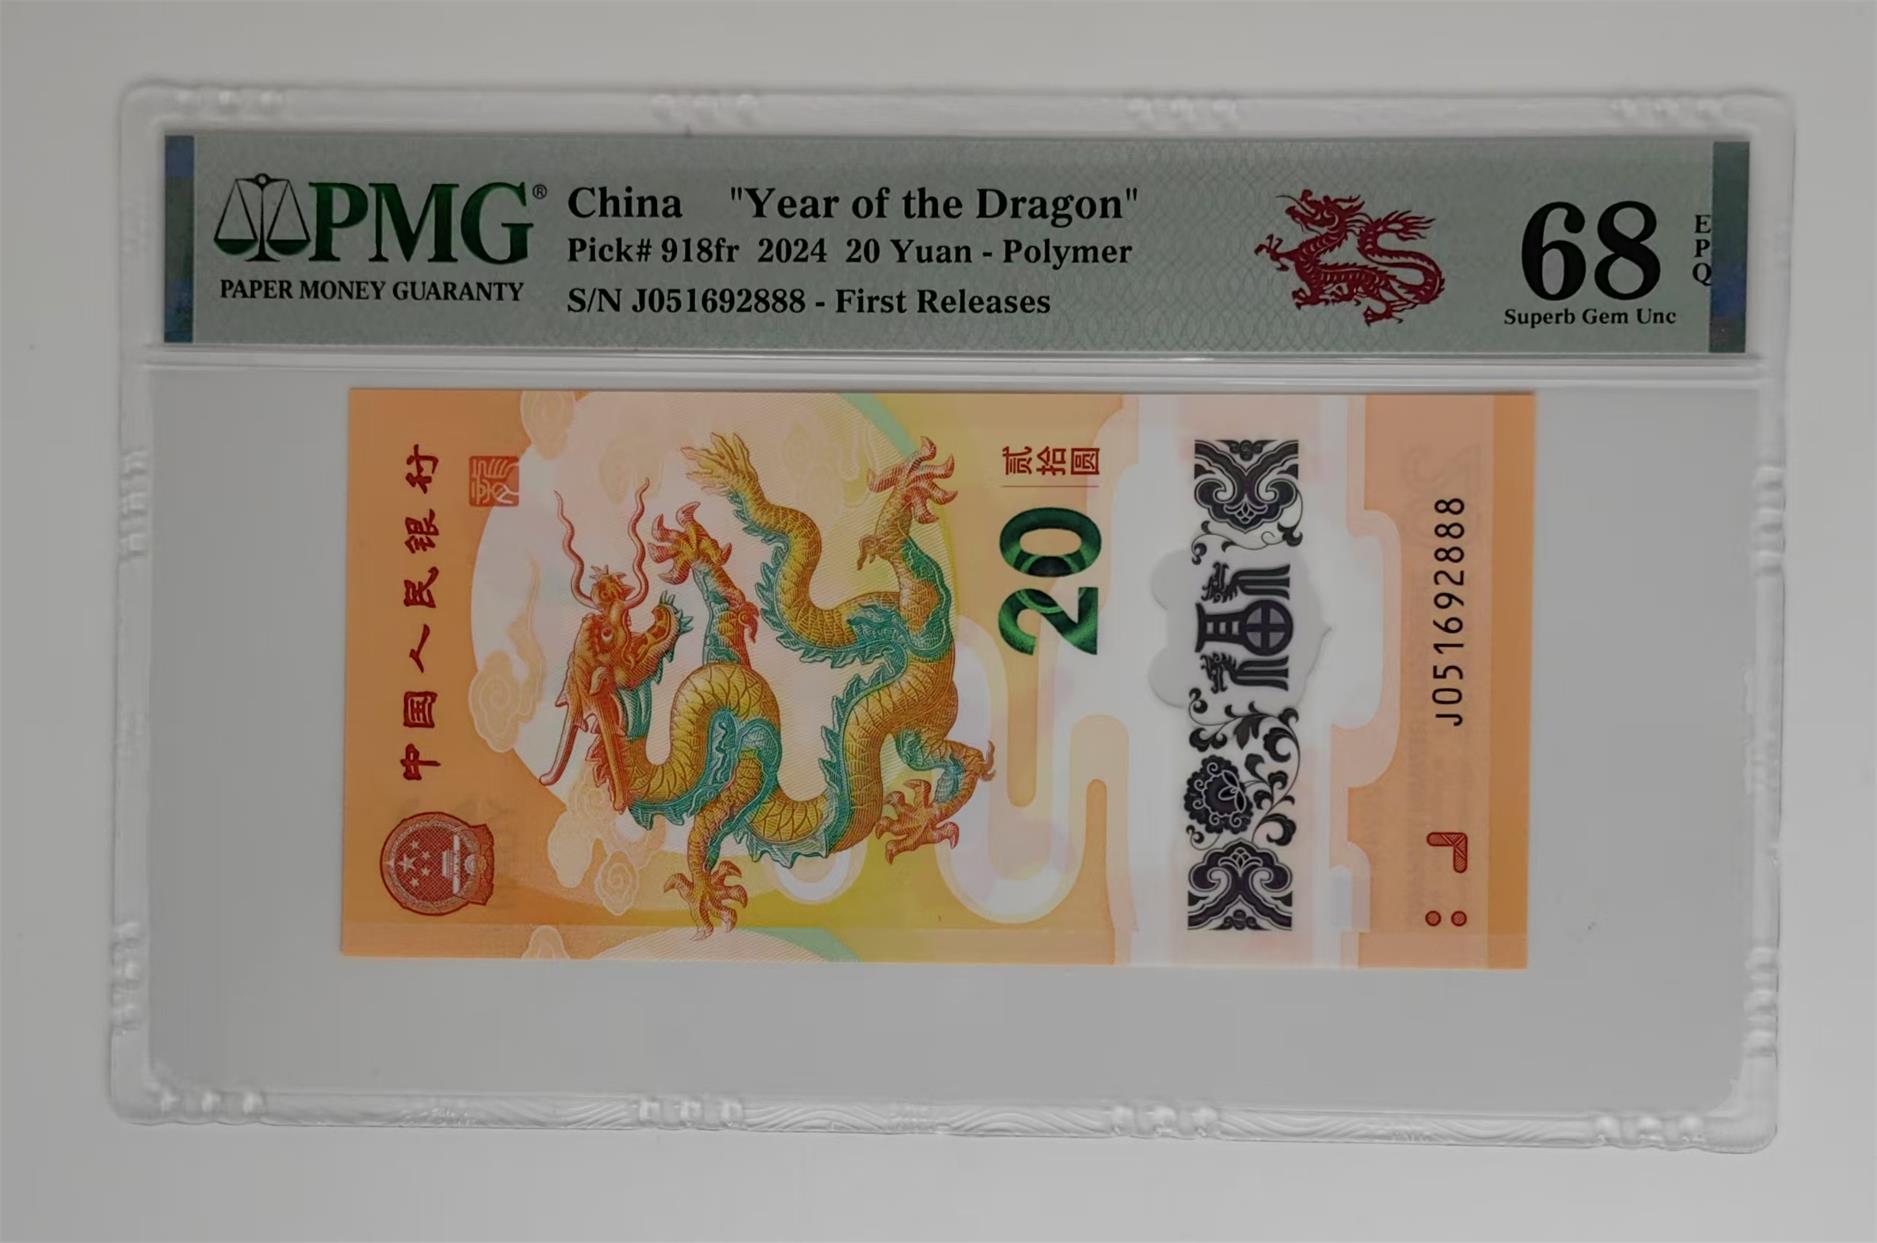 PMG®
PAPER MONEY GUARANTY
China "Year of the Dragon"
Pick# 918fr 2024 20 Yuan - Polymer
S/N J051692888 - First Releases
68
EPQ
Superb Gem Unc
中国人民银行
贰拾圆
20
J051692888